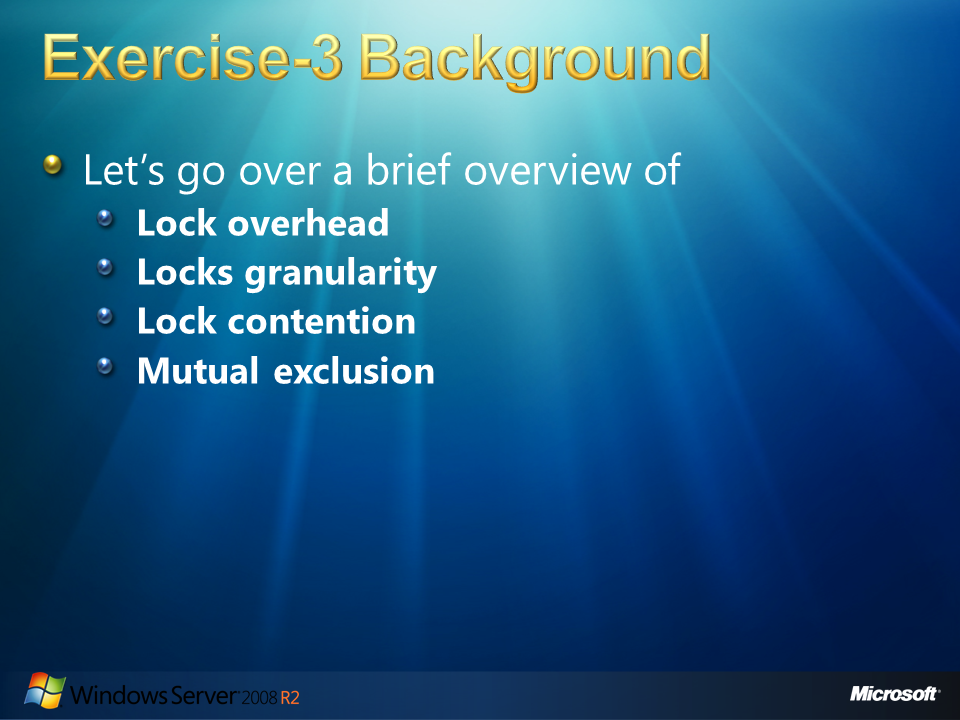 Exercise-3 Background
Let's go over a brief overview of
Lock overhead
Locks granularity
Lock contention
Mutual exclusion
Windows Server 2008 R2
Microsoft